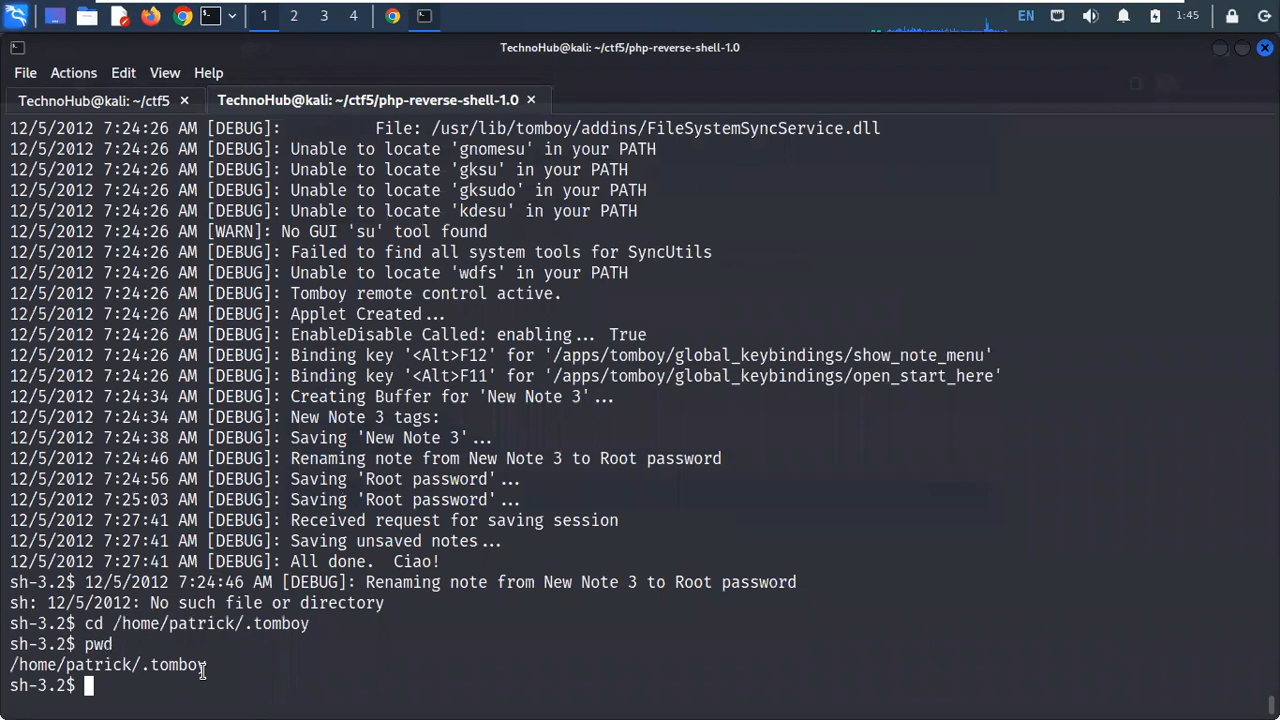 1 2 3 4 EN 1:45
TechnoHub@kali: ~/ctf5/php-reverse-shell-1.0
File Actions Edit View Help
TechnoHub@kali: ~/ctf5 × TechnoHub@kali: ~/ctf5/php-reverse-shell-1.0 ×
12/5/2012 7:24:26 AM [DEBUG]: File: /usr/lib/tomboy/addins/FileSystemSyncService.dll
12/5/2012 7:24:26 AM [DEBUG]: Unable to locate 'gnomesu' in your PATH
12/5/2012 7:24:26 AM [DEBUG]: Unable to locate 'gksu' in your PATH
12/5/2012 7:24:26 AM [DEBUG]: Unable to locate 'gksudo' in your PATH
12/5/2012 7:24:26 AM [DEBUG]: Unable to locate 'kdesu' in your PATH
12/5/2012 7:24:26 AM [WARN]: No GUI 'su' tool found
12/5/2012 7:24:26 AM [DEBUG]: Failed to find all system tools for SyncUtils
12/5/2012 7:24:26 AM [DEBUG]: Unable to locate 'wdfs' in your PATH
12/5/2012 7:24:26 AM [DEBUG]: Tomboy remote control active.
12/5/2012 7:24:26 AM [DEBUG]: Applet Created...
12/5/2012 7:24:26 AM [DEBUG]: EnableDisable Called: enabling... True
12/5/2012 7:24:26 AM [DEBUG]: Binding key '<Alt>F12' for '/apps/tomboy/global_keybindings/show_note_menu'
12/5/2012 7:24:26 AM [DEBUG]: Binding key '<Alt>F11' for '/apps/tomboy/global_keybindings/open_start_here'
12/5/2012 7:24:34 AM [DEBUG]: Creating Buffer for 'New Note 3'...
12/5/2012 7:24:34 AM [DEBUG]: New Note 3 tags:
12/5/2012 7:24:38 AM [DEBUG]: Saving 'New Note 3'...
12/5/2012 7:24:46 AM [DEBUG]: Renaming note from New Note 3 to Root password
12/5/2012 7:24:56 AM [DEBUG]: Saving 'Root password'...
12/5/2012 7:25:03 AM [DEBUG]: Saving 'Root password'...
12/5/2012 7:27:41 AM [DEBUG]: Received request for saving session
12/5/2012 7:27:41 AM [DEBUG]: Saving unsaved notes...
12/5/2012 7:27:41 AM [DEBUG]: All done. Ciao!
sh-3.2$ 12/5/2012 7:24:46 AM [DEBUG]: Renaming note from New Note 3 to Root password
sh: 12/5/2012: No such file or directory
sh-3.2$ cd /home/patrick/.tomboy
sh-3.2$ pwd
/home/patrick/.tomboy
sh-3.2$